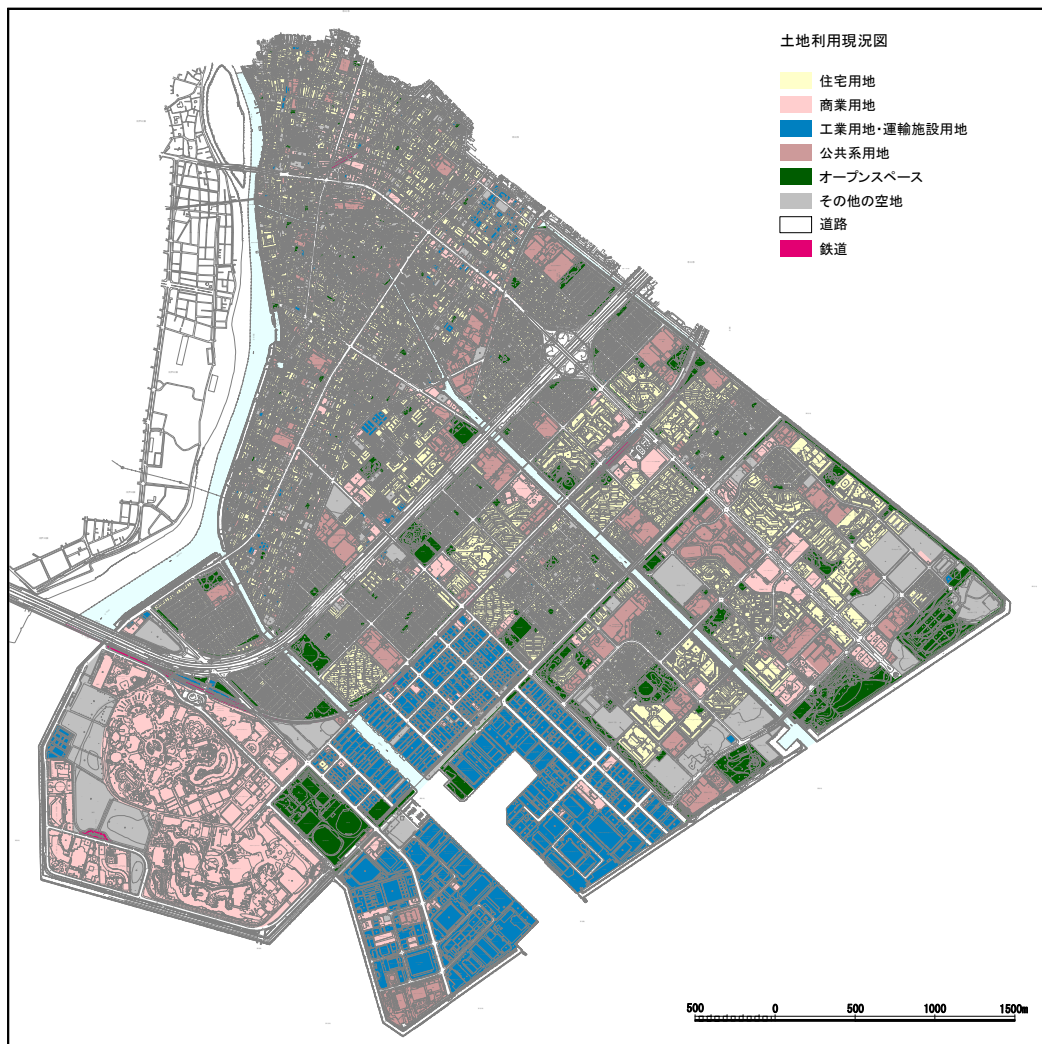 土地利用現況図
住宅用地
商業用地
工業用地・運輸施設用地
公共系用地
オープンスペース
その他の空地
道路
鉄道
500 0 500 1000 1500m